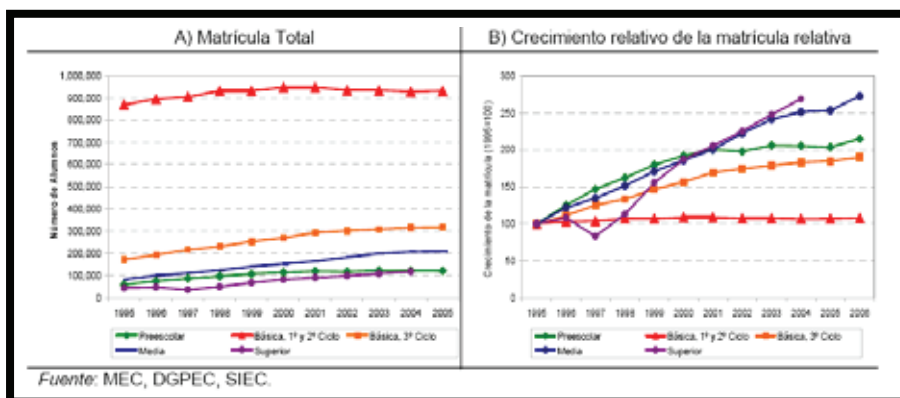 A) Matrícula Total
B) Crecimiento relativo de la matrícula relativa
Número de Alumnos
1,000,000
900,000
800,000
700,000
600,000
500,000
400,000
300,000
200,000
100,000
0
1995 1996 1997 1998 1999 2000 2001 2002 2003 2004 2005
Preescolar Básica, 1º y 2º Ciclo Básica, 3º Ciclo
Media Superior
Crecimiento de la matrícula (1995=100)
300
250
200
150
100
50
0
1995 1996 1997 1998 1999 2000 2001 2002 2003 2004 2005 2006
Preescolar Básica, 1º y 2º Ciclo Básica, 3º Ciclo
Media Superior
Fuente: MEC, DGPEC, SIEC.